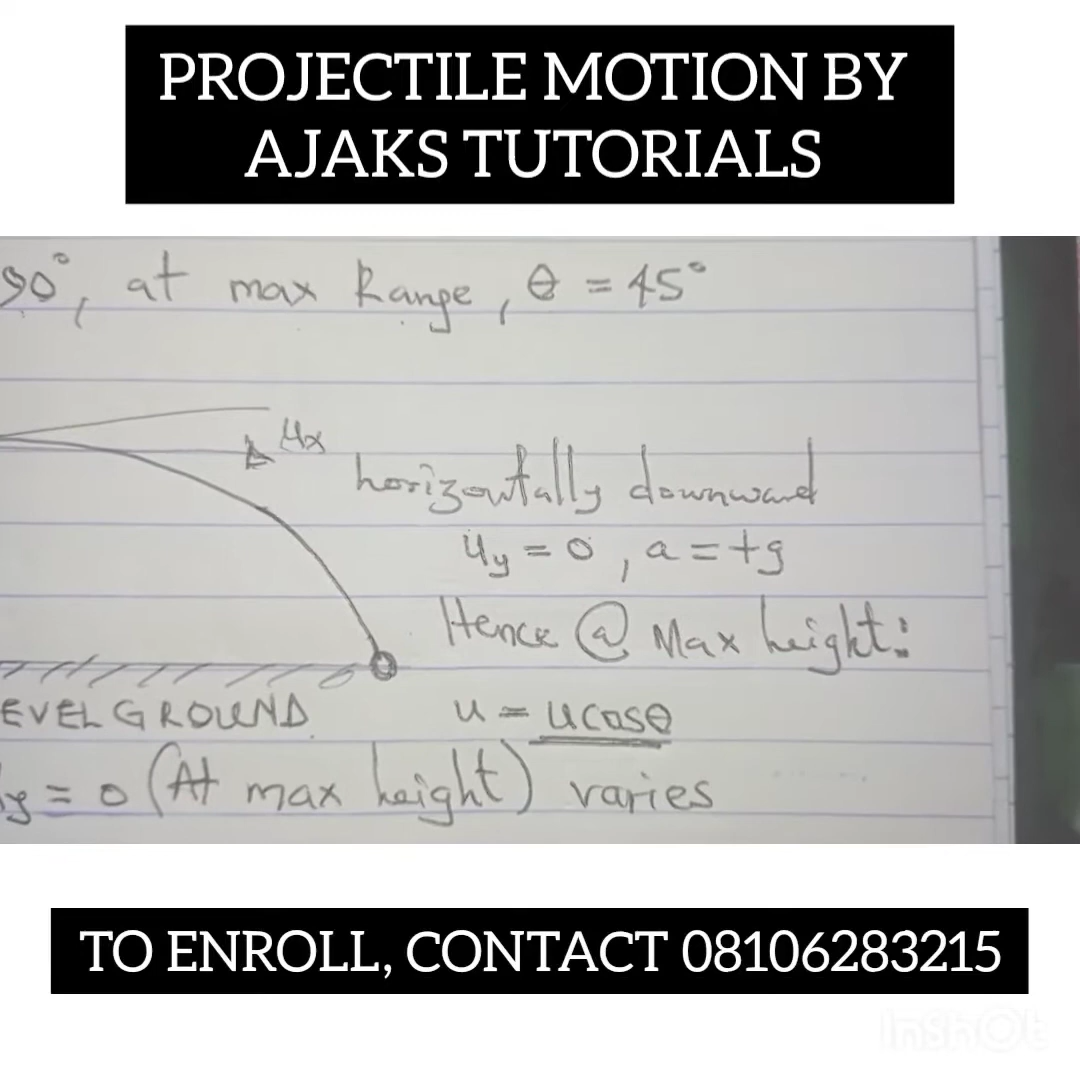 PROJECTILE MOTION BY
AJAKS TUTORIALS
90°, at max Range, θ = 45°
ux
horizontally downward
uy = 0, a = +g
Hence @ Max height:
EVEL GROUND
u = ucosθ
y = 0 (At max height) varies
TO ENROLL, CONTACT 08106283215
InShOt